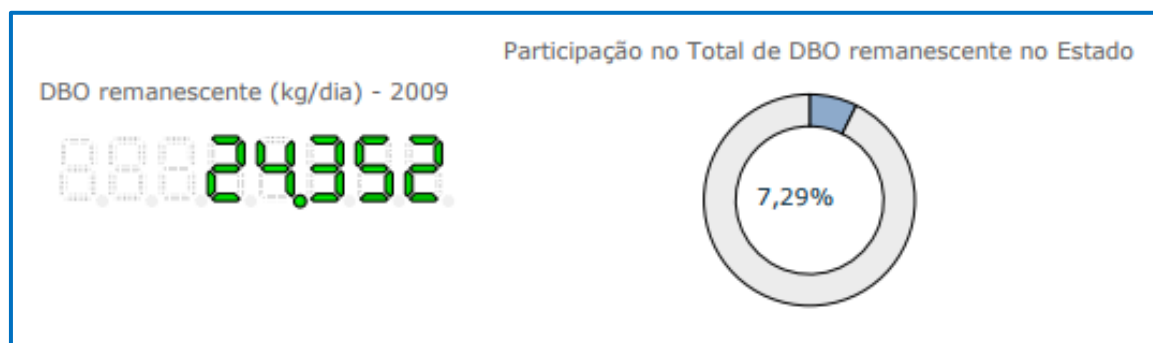 Participação no Total de DBO remanescente no Estado
DBO remanescente (kg/dia) - 2009
24.352
7,29%